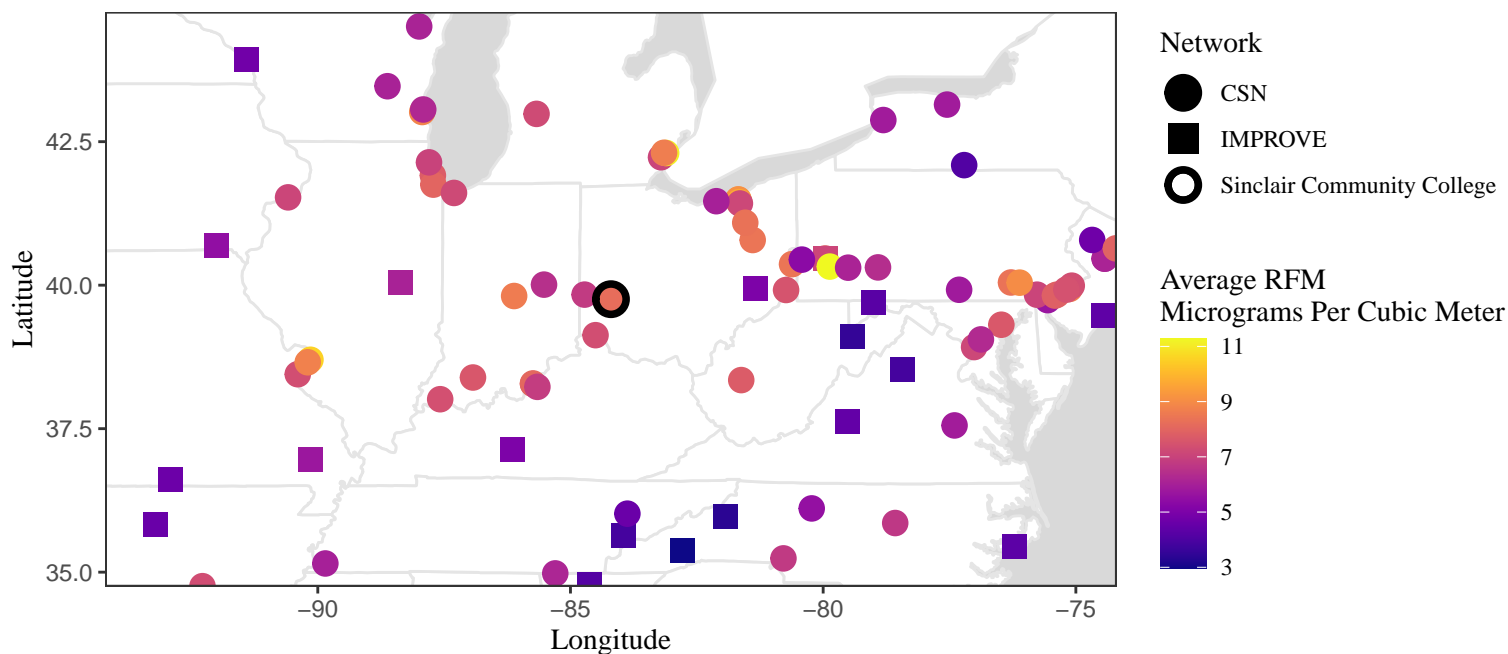 42.5
40.0
37.5
35.0
Latitude
−90
−85
−80
−75
Longitude
Network
CSN
IMPROVE
Sinclair Community College
Average RFM
Micrograms Per Cubic Meter
11
9
7
5
3